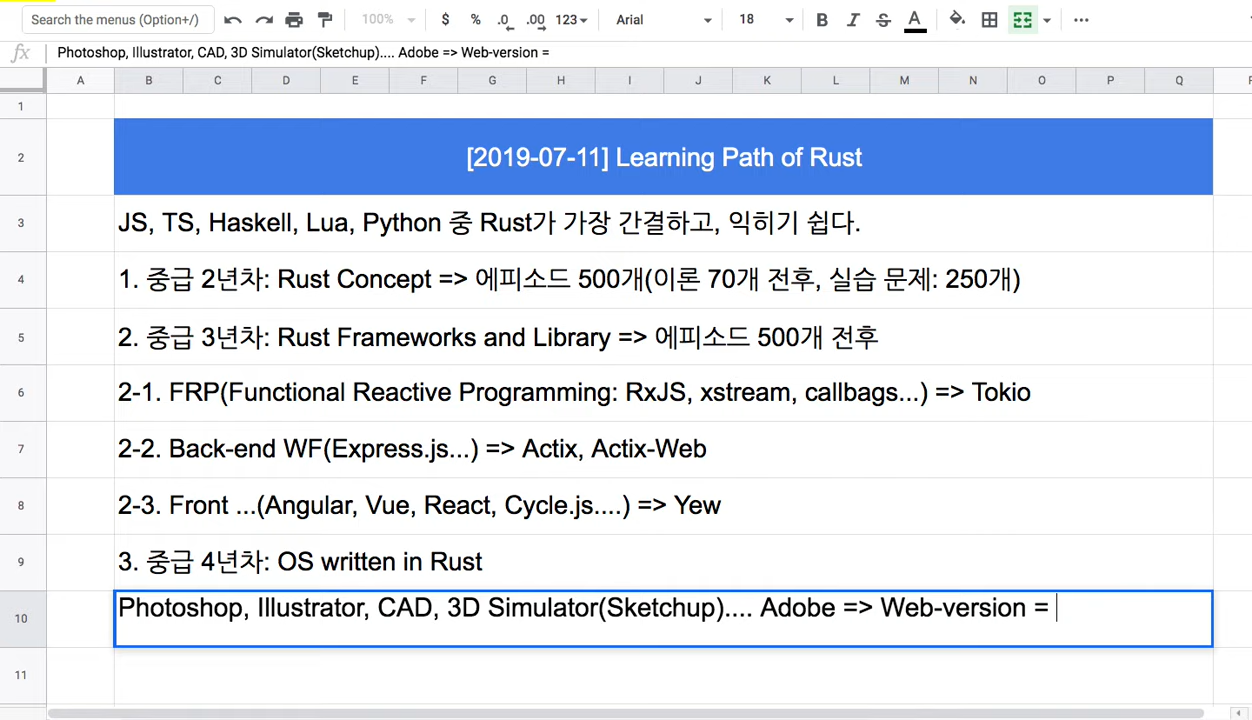 Search the menus (Option+/)
100%
$ % .0 .00 123
Arial
18
B I S A
fx Photoshop, Illustrator, CAD, 3D Simulator(Sketchup).... Adobe => Web-version =
A B C D E F G H I J K L M N O P Q
1
2 [2019-07-11] Learning Path of Rust
3 JS, TS, Haskell, Lua, Python 중 Rust가 가장 간결하고, 익히기 쉽다.
4 1. 중급 2년차: Rust Concept => 에피소드 500개(이론 70개 전후, 실습 문제: 250개)
5 2. 중급 3년차: Rust Frameworks and Library => 에피소드 500개 전후
6 2-1. FRP(Functional Reactive Programming: RxJS, xstream, callbags...) => Tokio
7 2-2. Back-end WF(Express.js...) => Actix, Actix-Web
8 2-3. Front ...(Angular, Vue, React, Cycle.js....) => Yew
9 3. 중급 4년차: OS written in Rust
10 Photoshop, Illustrator, CAD, 3D Simulator(Sketchup).... Adobe => Web-version =
11